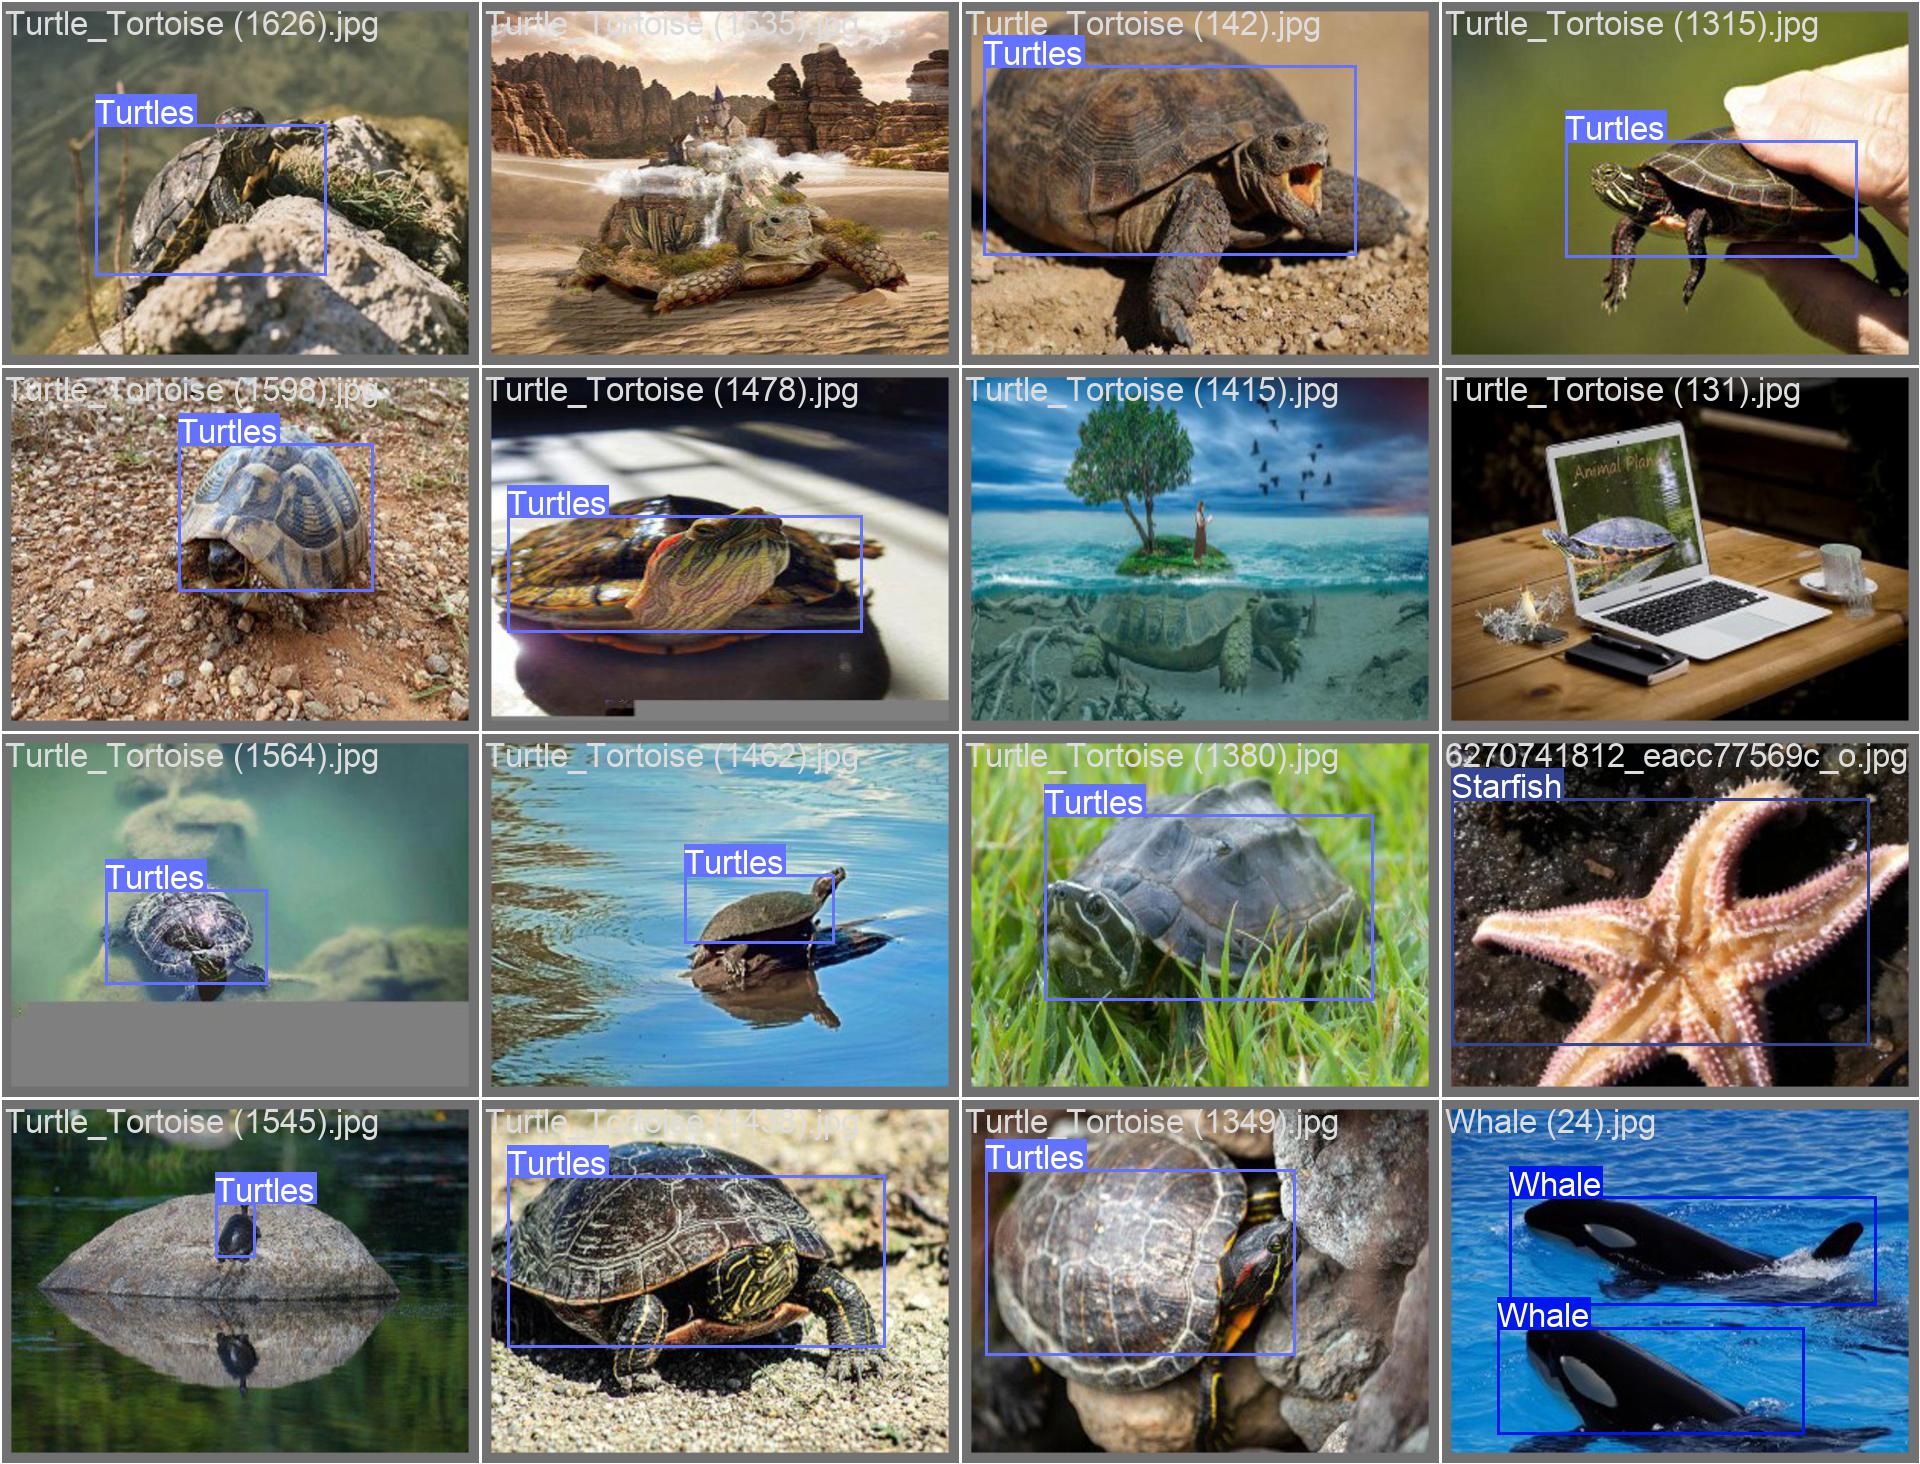 Turtle_Tortoise (1626).jpg
Turtles
Turtle_Tortoise (1535).jpg
Turtle_Tortoise (142).jpg
Turtles
Turtle_Tortoise (1315).jpg
Turtles
Turtle_Tortoise (1598).jpg
Turtles
Turtle_Tortoise (1478).jpg
Turtles
Turtle_Tortoise (1415).jpg
Turtle_Tortoise (131).jpg
Animal Plan
Turtle_Tortoise (1564).jpg
Turtles
Turtle_Tortoise (1462).jpg
Turtles
Turtle_Tortoise (1380).jpg
Turtles
6270741812_eacc77569c_o.jpg
Starfish
Turtle_Tortoise (1545).jpg
Turtles
Turtle_Tortoise (1439).jpg
Turtles
Turtle_Tortoise (1349).jpg
Turtles
Whale (24).jpg
Whale
Whale